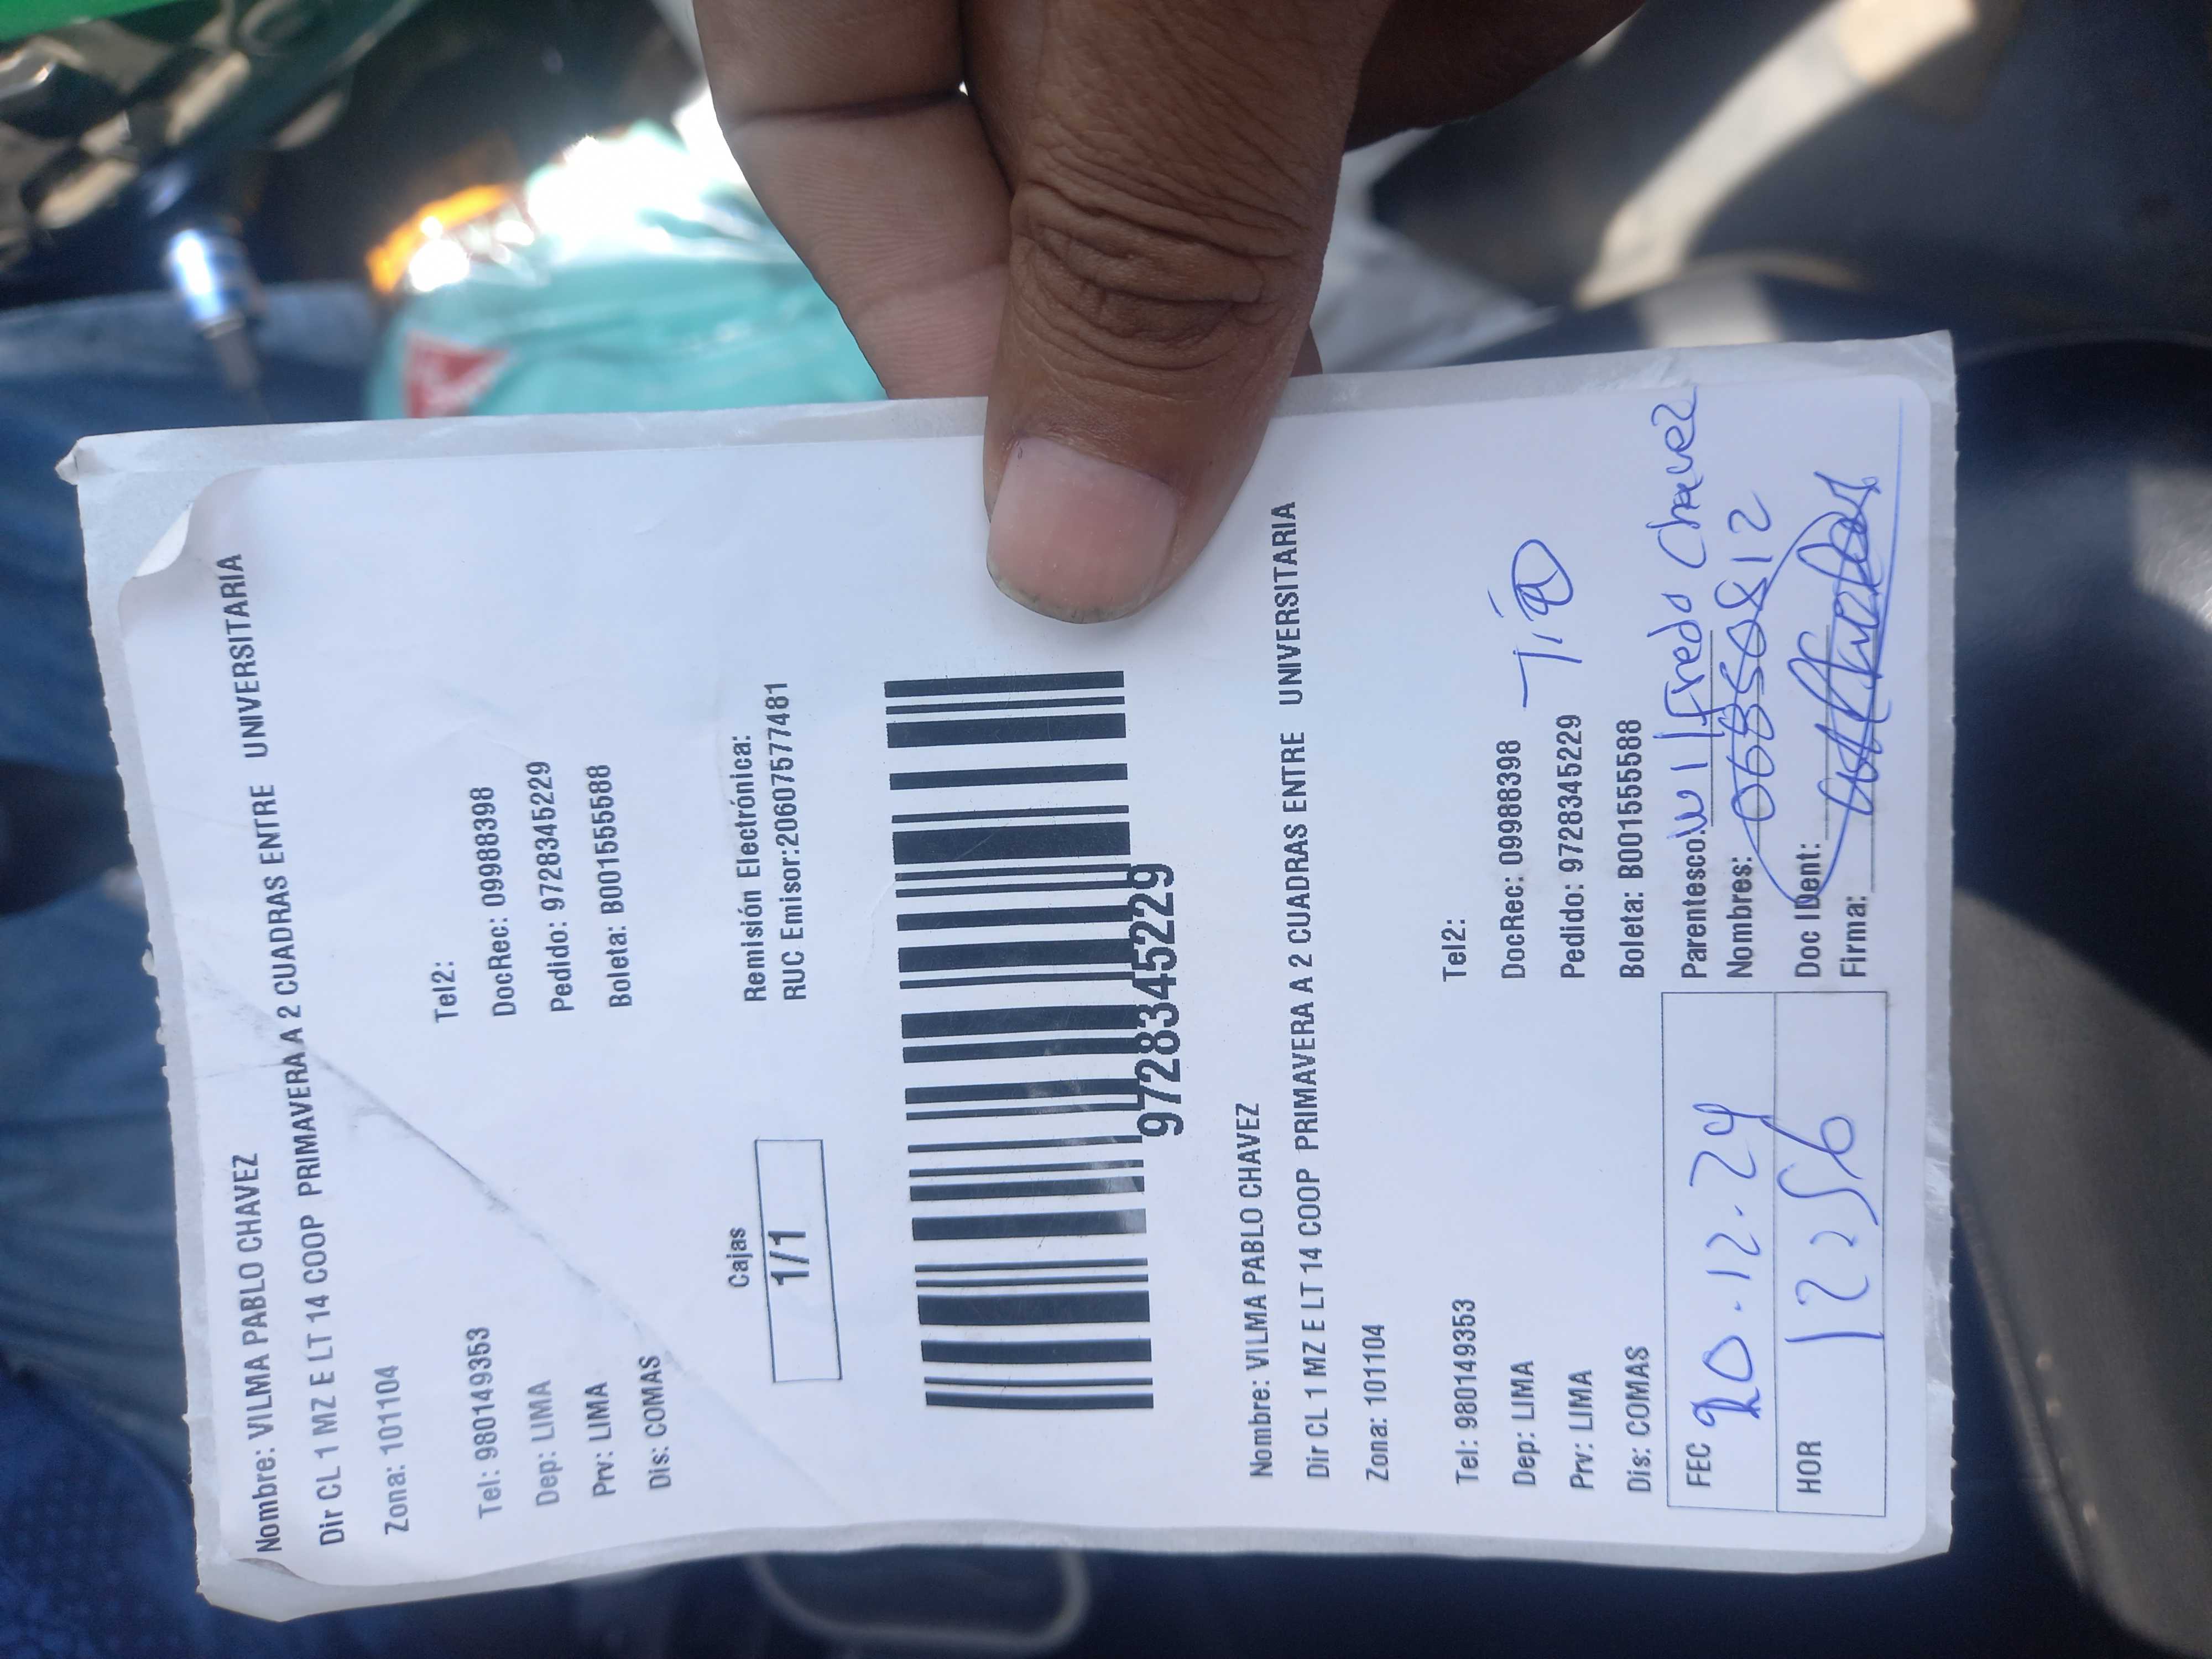 Nombre: VILMA PABLO CHAVEZ
Dir CL 1 MZ E LT 14 COOP PRIMAVERA A 2 CUADRAS ENTRE UNIVERSITARIA
Zona: 101104
Tel: 980149353 Tel2:
Dep: LIMA DocRec: 09988398
Prv: LIMA Pedido: 9728345229
Dis: COMAS Boleta: B001555588
Cajas Remisión Electrónica:
1/1 RUC Emisor:20607577481
9728345229
Nombre: VILMA PABLO CHAVEZ
Dir CL 1 MZ E LT 14 COOP PRIMAVERA A 2 CUADRAS ENTRE UNIVERSITARIA
Zona: 101104
Tel: 980149353 Tel2:
Dep: LIMA DocRec: 09988398
Prv: LIMA Pedido: 9728345229
Dis: COMAS Boleta: B001555588
FEC 20.12.24 Parentesco: Wilfredo Chavez
Nombres:
HOR 12 56 Doc IDent:
Firma: